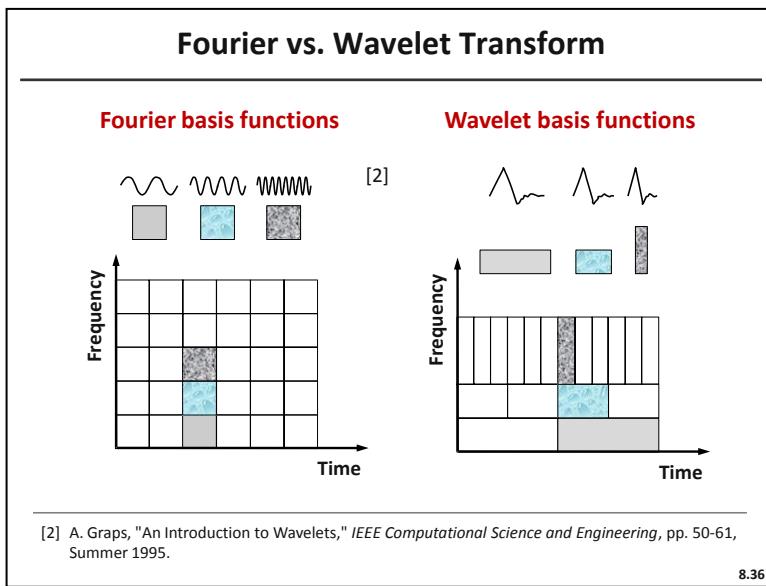 Fourier vs. Wavelet Transform
Fourier basis functions
Wavelet basis functions
[2]
Frequency
Time
Frequency
Time
[2] A. Graps, "An Introduction to Wavelets," IEEE Computational Science and Engineering, pp. 50-61,
Summer 1995.
8.36